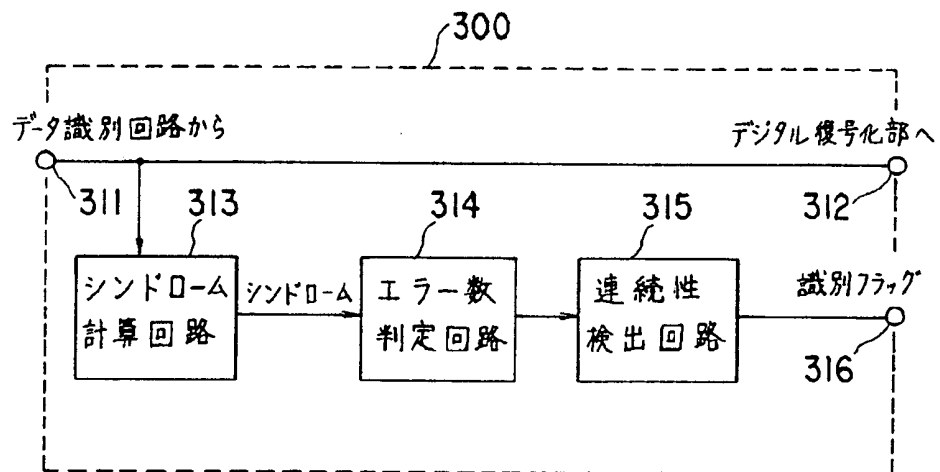 300
データ識別回路から
デジタル復号化部へ
311
313
314
315
312
シンドローム
計算回路
シンドローム
エラー数
判定回路
連続性
検出回路
識別フラッグ
316